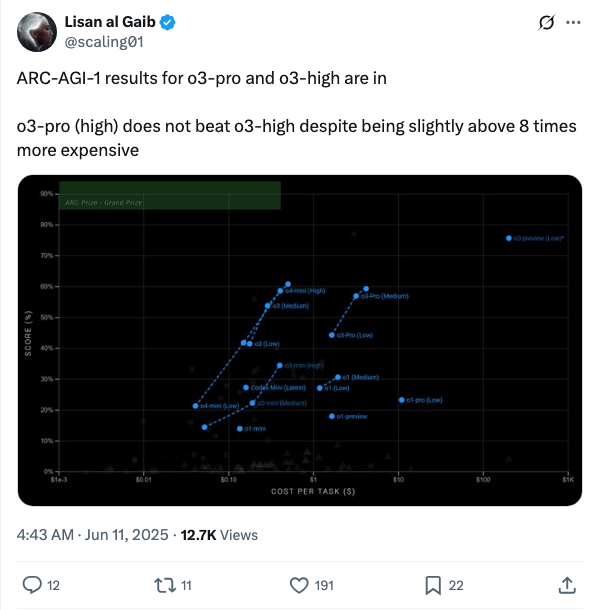 Lisan al Gaib
@scaling01
ARC-AGI-1 results for o3-pro and o3-high are in
o3-pro (high) does not beat o3-high despite being slightly above 8 times
more expensive
90%
ARC Prize - Grand Prize
80%
o3-preview (Low)*
70%
60%
o4-mini (High)
o3-Pro (Medium)
o3 (Medium)
50%
SCORE (%)
o3-Pro (Low)
40%
o3 (Low)
o3-mini (High)
30%
o1 (Medium)
Codex Mini (Latest)
o1 (Low)
o1-pro (Low)
20%
o4-mini (Low)
o3-mini (Medium)
o1-preview
o1-mini
10%
0%
$1e-3
$0.01
$0.10
$1
$10
$100
$1K
COST PER TASK ($)
4:43 AM · Jun 11, 2025 · 12.7K Views
12
11
191
22